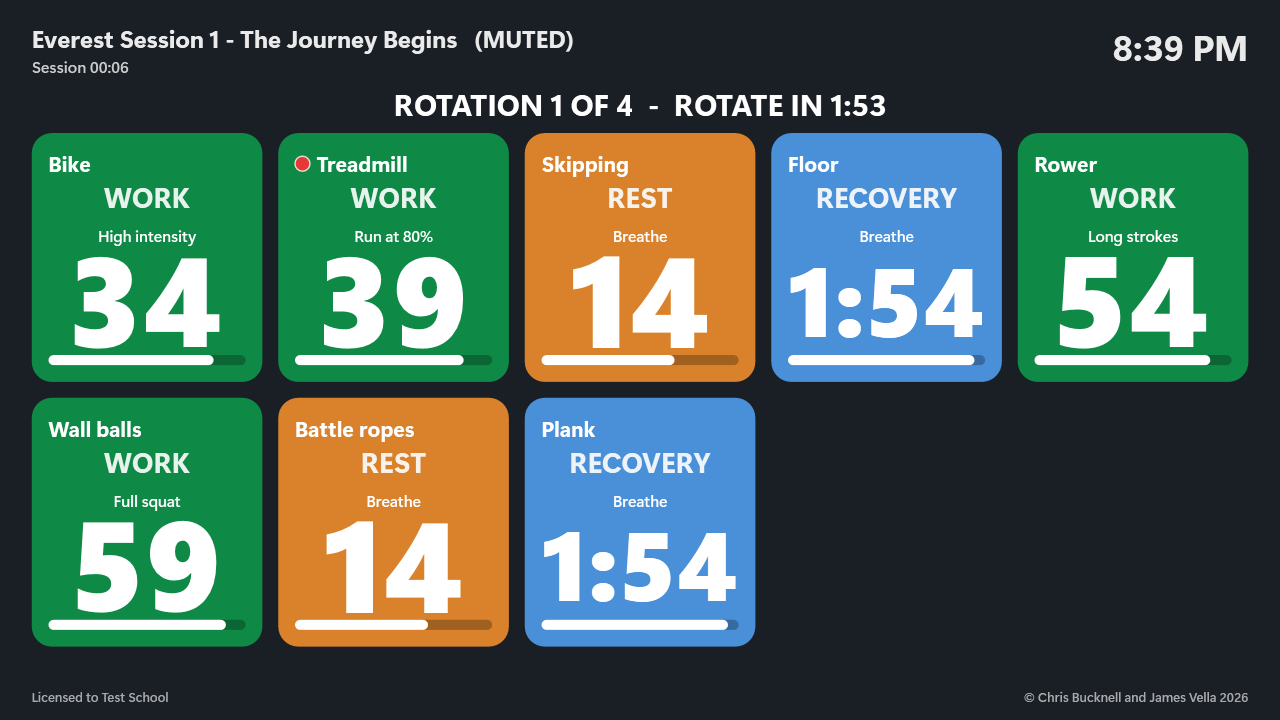 Everest Session 1 - The Journey Begins (MUTED)
Session 00:06
8:39 PM
ROTATION 1 OF 4 - ROTATE IN 1:53
Bike
WORK
High intensity
34
Treadmill
WORK
Run at 80%
39
Skipping
REST
Breathe
14
Floor
RECOVERY
Breathe
1:54
Rower
WORK
Long strokes
54
Wall balls
WORK
Full squat
59
Battle ropes
REST
Breathe
14
Plank
RECOVERY
Breathe
1:54
Licensed to Test School
© Chris Bucknell and James Vella 2026